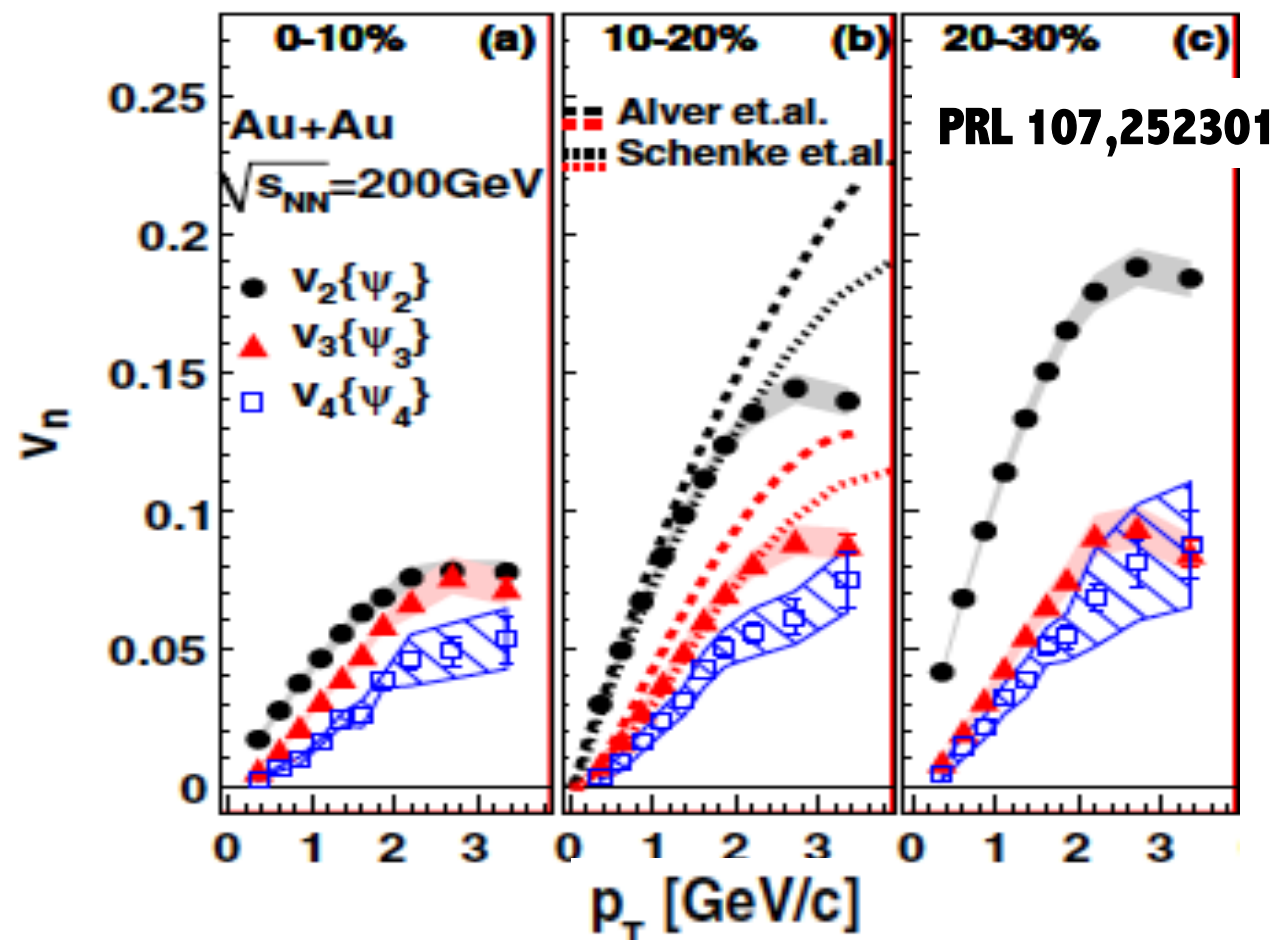 0-10% (a)
10-20% (b)
20-30% (c)
Au+Au
√sNN=200GeV
v2{ψ2}
v3{ψ3}
v4{ψ4}
Alver et.al.
Schenke et.al.
PRL 107,252301
vn
0.25
0.2
0.15
0.1
0.05
0
0 1 2 3 0 1 2 3 0 1 2 3
pT [GeV/c]